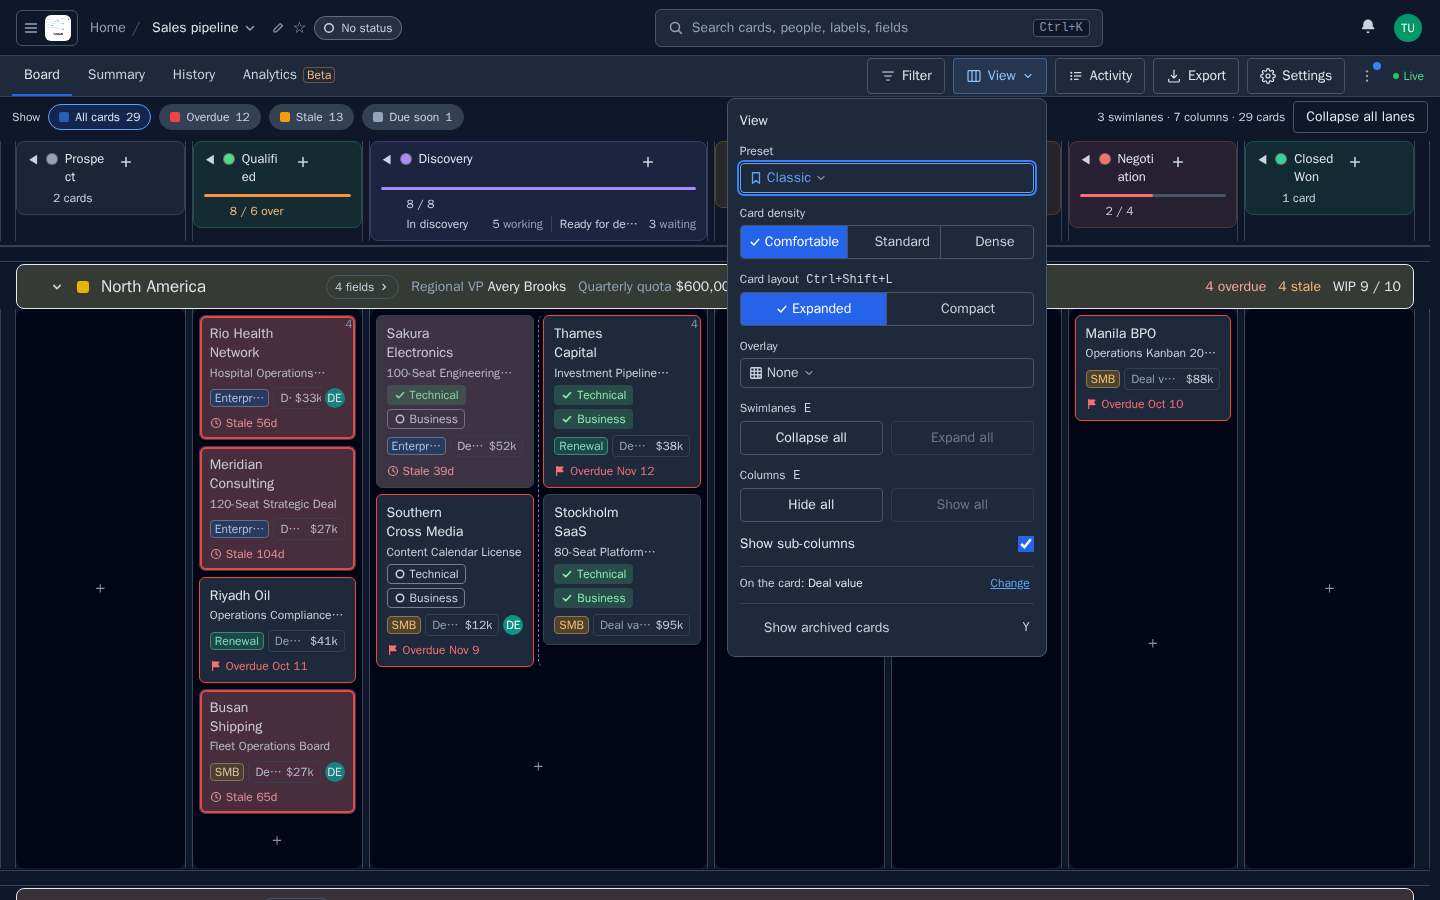 Home / Sales pipeline
No status
Search cards, people, labels, fields Ctrl+K
TU
Board Summary History Analytics Beta
Filter View Activity Export Settings Live
Show All cards 29 Overdue 12 Stale 13 Due soon 1
3 swimlanes · 7 columns · 29 cards Collapse all lanes
Prospe
ct
2 cards
Qualifi
ed
8 / 6 over
Discovery
8 / 8
In discovery 5 working Ready for de··· 3 waiting
Negoti
ation
2 / 4
Closed
Won
1 card
North America 4 fields Regional VP Avery Brooks Quarterly quota $600,00
4 overdue 4 stale WIP 9 / 10
4
Rio Health
Network
Hospital Operations···
Enterpr··· D· $33k DE
Stale 56d
Meridian
Consulting
120-Seat Strategic Deal
Enterpr··· D··· $27k
Stale 104d
Riyadh Oil
Operations Compliance···
Renewal De··· $41k
Overdue Oct 11
Busan
Shipping
Fleet Operations Board
SMB De··· $27k DE
Stale 65d
Sakura
Electronics
100-Seat Engineering···
Technical
Business
Enterpr··· De··· $52k
Stale 39d
Southern
Cross Media
Content Calendar License
Technical
Business
SMB De··· $12k DE
Overdue Nov 9
4
Thames
Capital
Investment Pipeline···
Technical
Business
Renewal De··· $38k
Overdue Nov 12
Stockholm
SaaS
80-Seat Platform···
Technical
Business
SMB Deal va··· $95k
Manila BPO
Operations Kanban 20···
SMB Deal v··· $88k
Overdue Oct 10
View
Preset
Classic
Card density
Comfortable Standard Dense
Card layout Ctrl+Shift+L
Expanded Compact
Overlay
None
Swimlanes E
Collapse all Expand all
Columns E
Hide all Show all
Show sub-columns
On the card: Deal value Change
Show archived cards Y